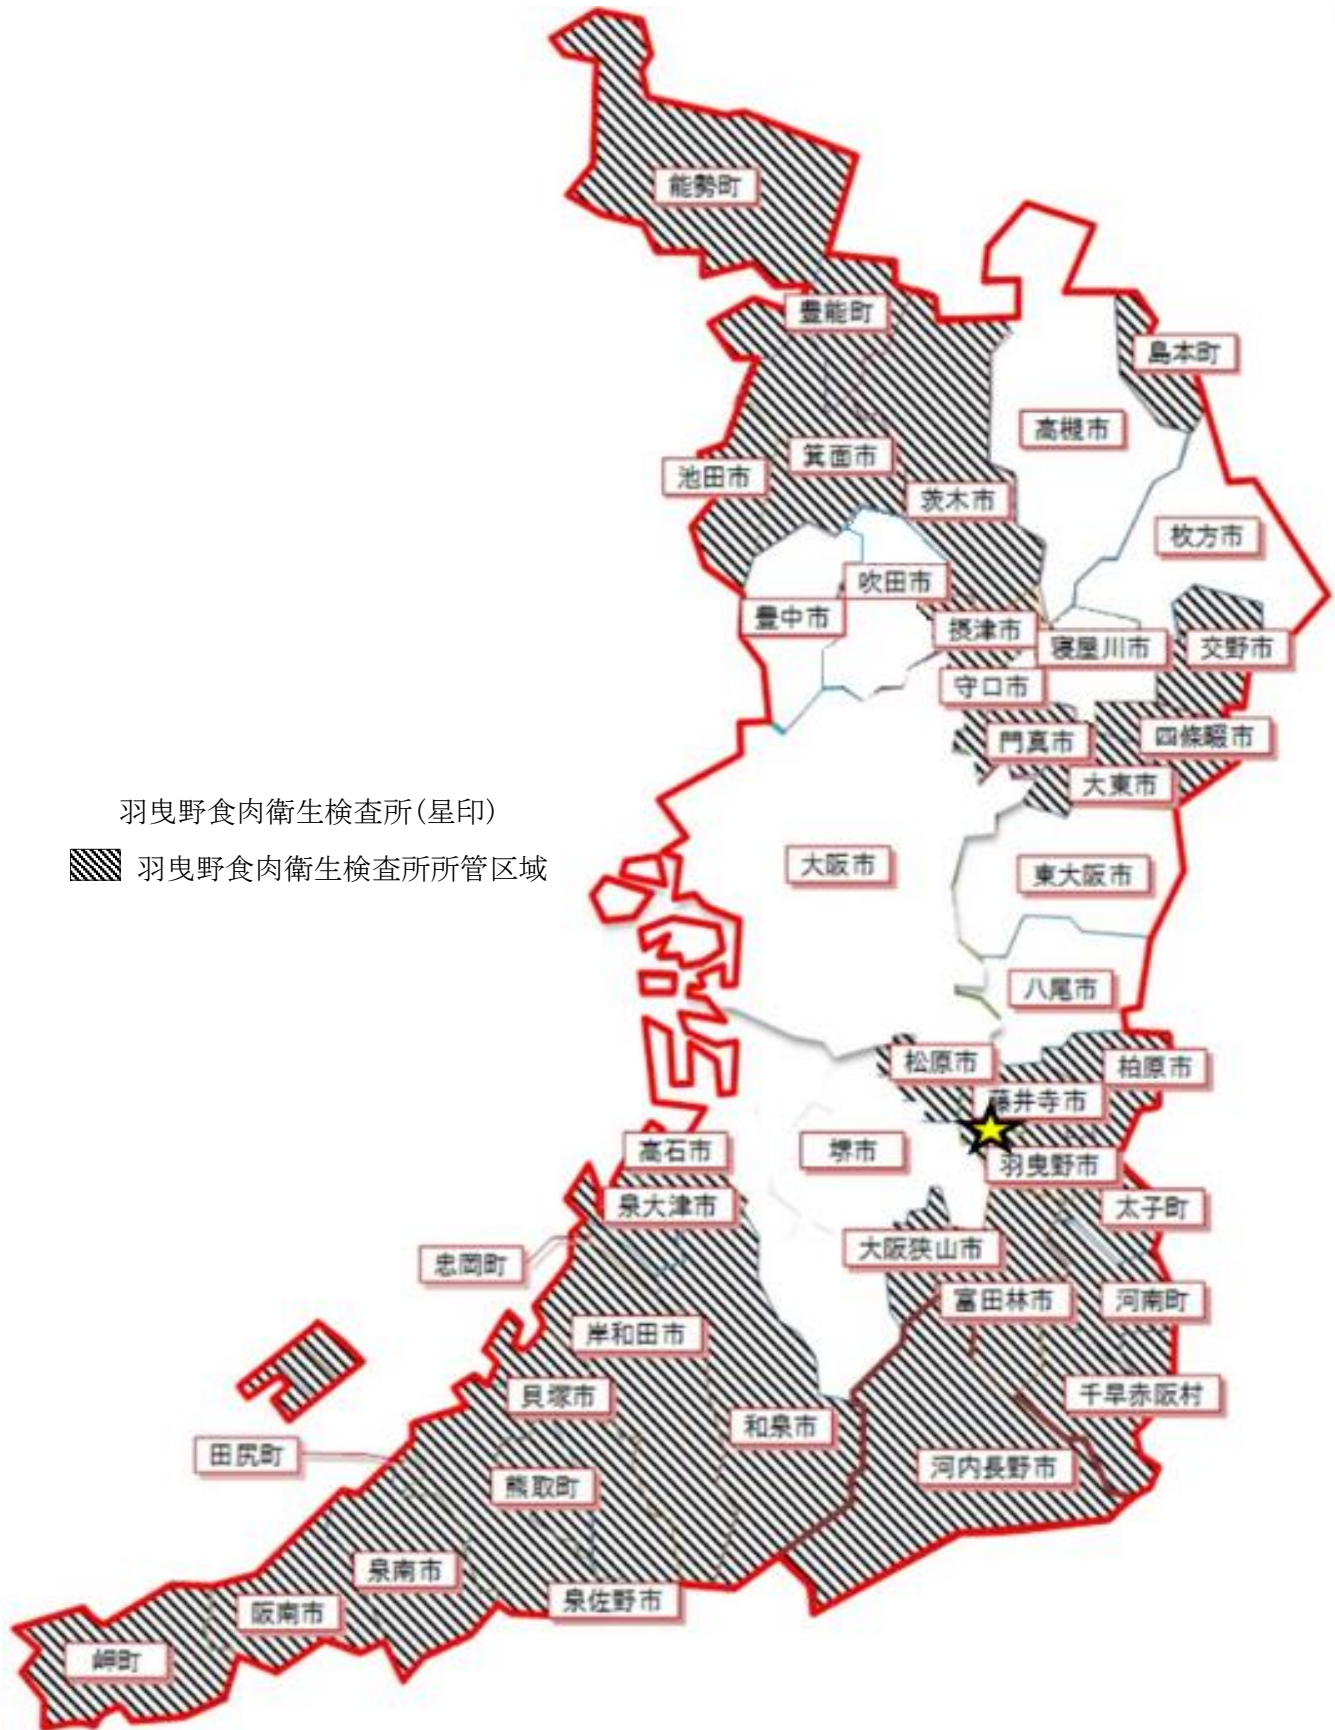 能勢町
豊能町
島本町
高槻市
箕面市
池田市
茨木市
枚方市
吹田市
豊中市
摂津市
寝屋川市
交野市
守口市
門真市
四條畷市
大東市
羽曳野食肉衛生検査所(星印)
羽曳野食肉衛生検査所所管区域
大阪市
東大阪市
八尾市
松原市
柏原市
藤井寺市
高石市
堺市
羽曳野市
泉大津市
太子町
忠岡町
大阪狭山市
富田林市
河南町
岸和田市
貝塚市
千早赤阪村
和泉市
田尻町
河内長野市
熊取町
泉南市
泉佐野市
阪南市
岬町